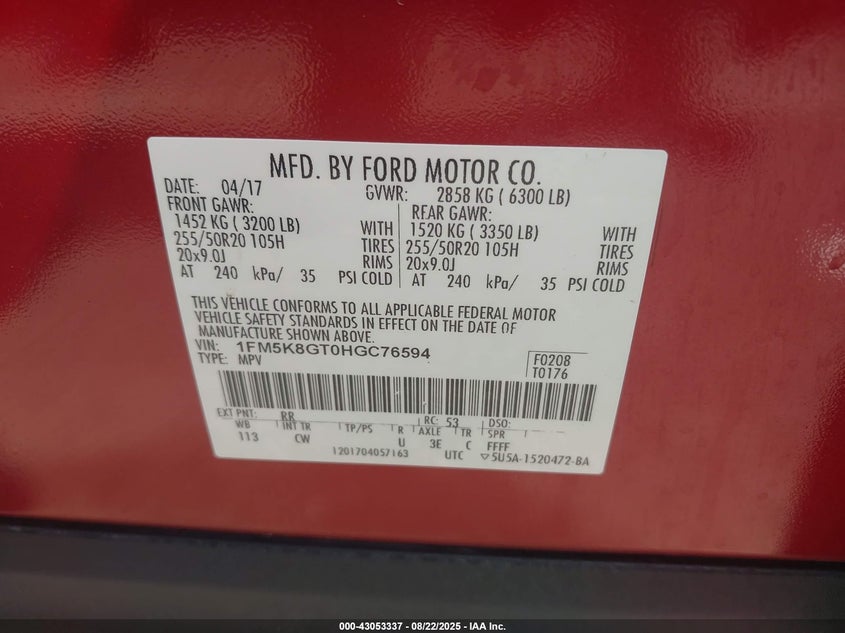 MFD. BY FORD MOTOR CO.
DATE: 04/17 GVWR: 2858 KG ( 6300 LB)
FRONT GAWR: REAR GAWR:
1452 KG ( 3200 LB) WITH 1520 KG ( 3350 LB) WITH
255/50R20 105H TIRES 255/50R20 105H TIRES
20x9.0J RIMS 20x9.0J RIMS
AT 240 kPa/ 35 PSI COLD AT 240 kPa/ 35 PSI COLD
THIS VEHICLE CONFORMS TO ALL APPLICABLE FEDERAL MOTOR
VEHICLE SAFETY STANDARDS IN EFFECT ON THE DATE OF
MANUFACTURE SHOWN ABOVE.
VIN: 1FM5K8GT0HGC76594
TYPE: MPV
F0208
T0176
EXT PNT: RR RC: 53 DSO:
WB INT TR TP/PS R AXLE TR SPR
113 CW U 3E C FFFF
1201704057163 UTC ▽5U5A-1520472-BA
000-43053337 - 08/22/2025 - IAA Inc.